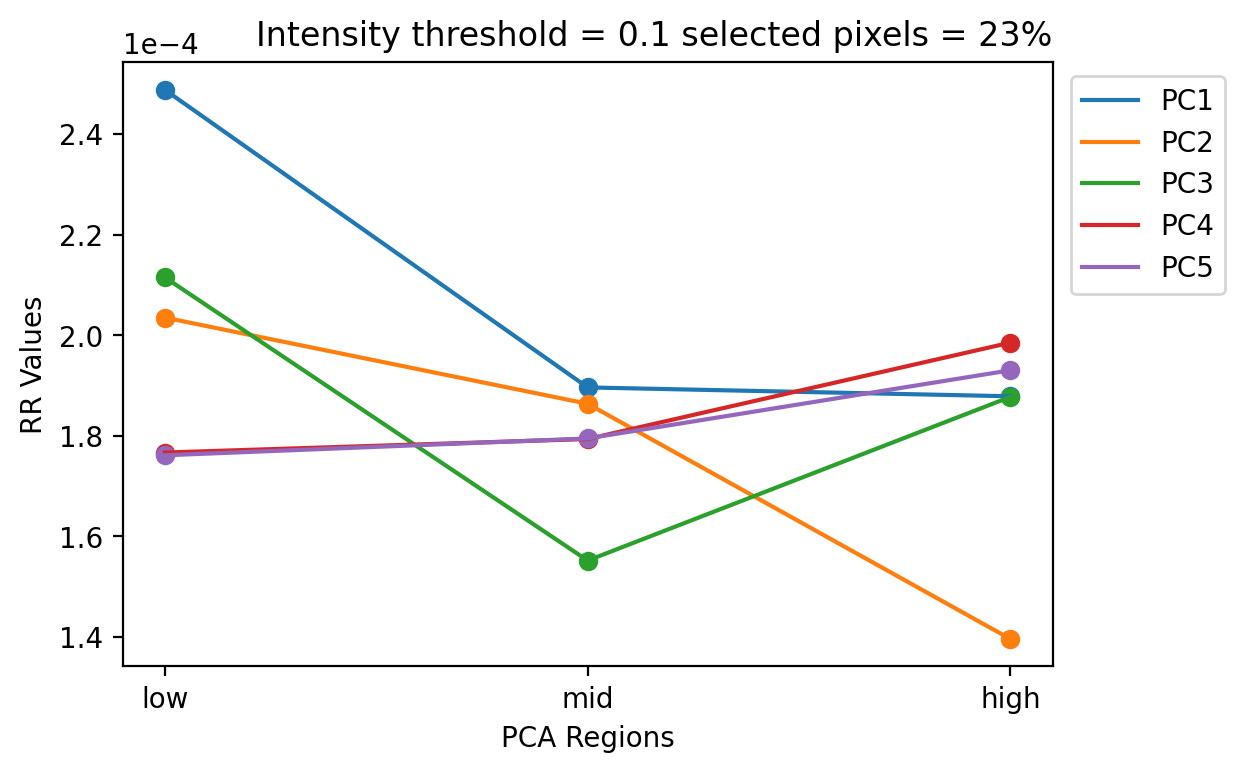 Intensity threshold = 0.1 selected pixels = 23%
1e−4
2.4
2.2
2.0
1.8
1.6
1.4
RR Values
low mid high
PCA Regions
PC1
PC2
PC3
PC4
PC5